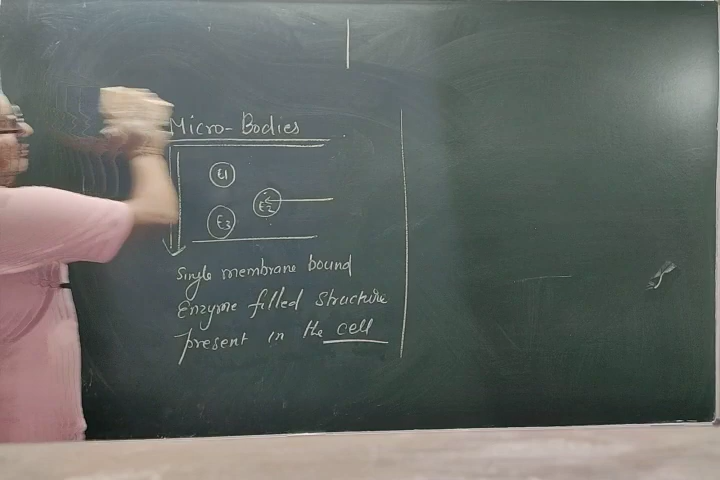 Micro-Bodies
E1
E2
E3
Single membrane bound
Enzyme filled structure
present in the cell